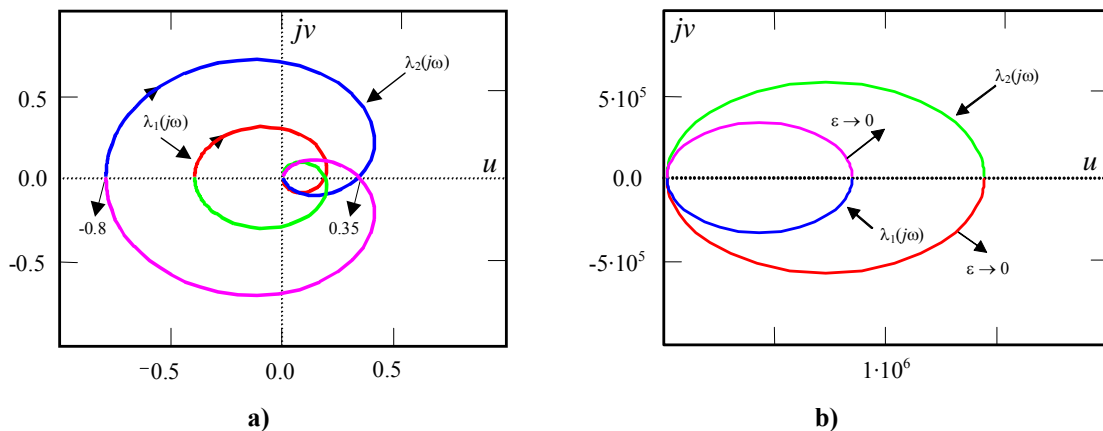 jv
λ₂(jω)
0.5
λ₁(jω)
u
0.0
-0.8
0.35
-0.5
−0.5
0.0
0.5
a)
jv
λ₂(jω)
5·10⁵
ε → 0
u
0.0
λ₁(jω)
-5·10⁵
ε → 0
1·10⁶
b)